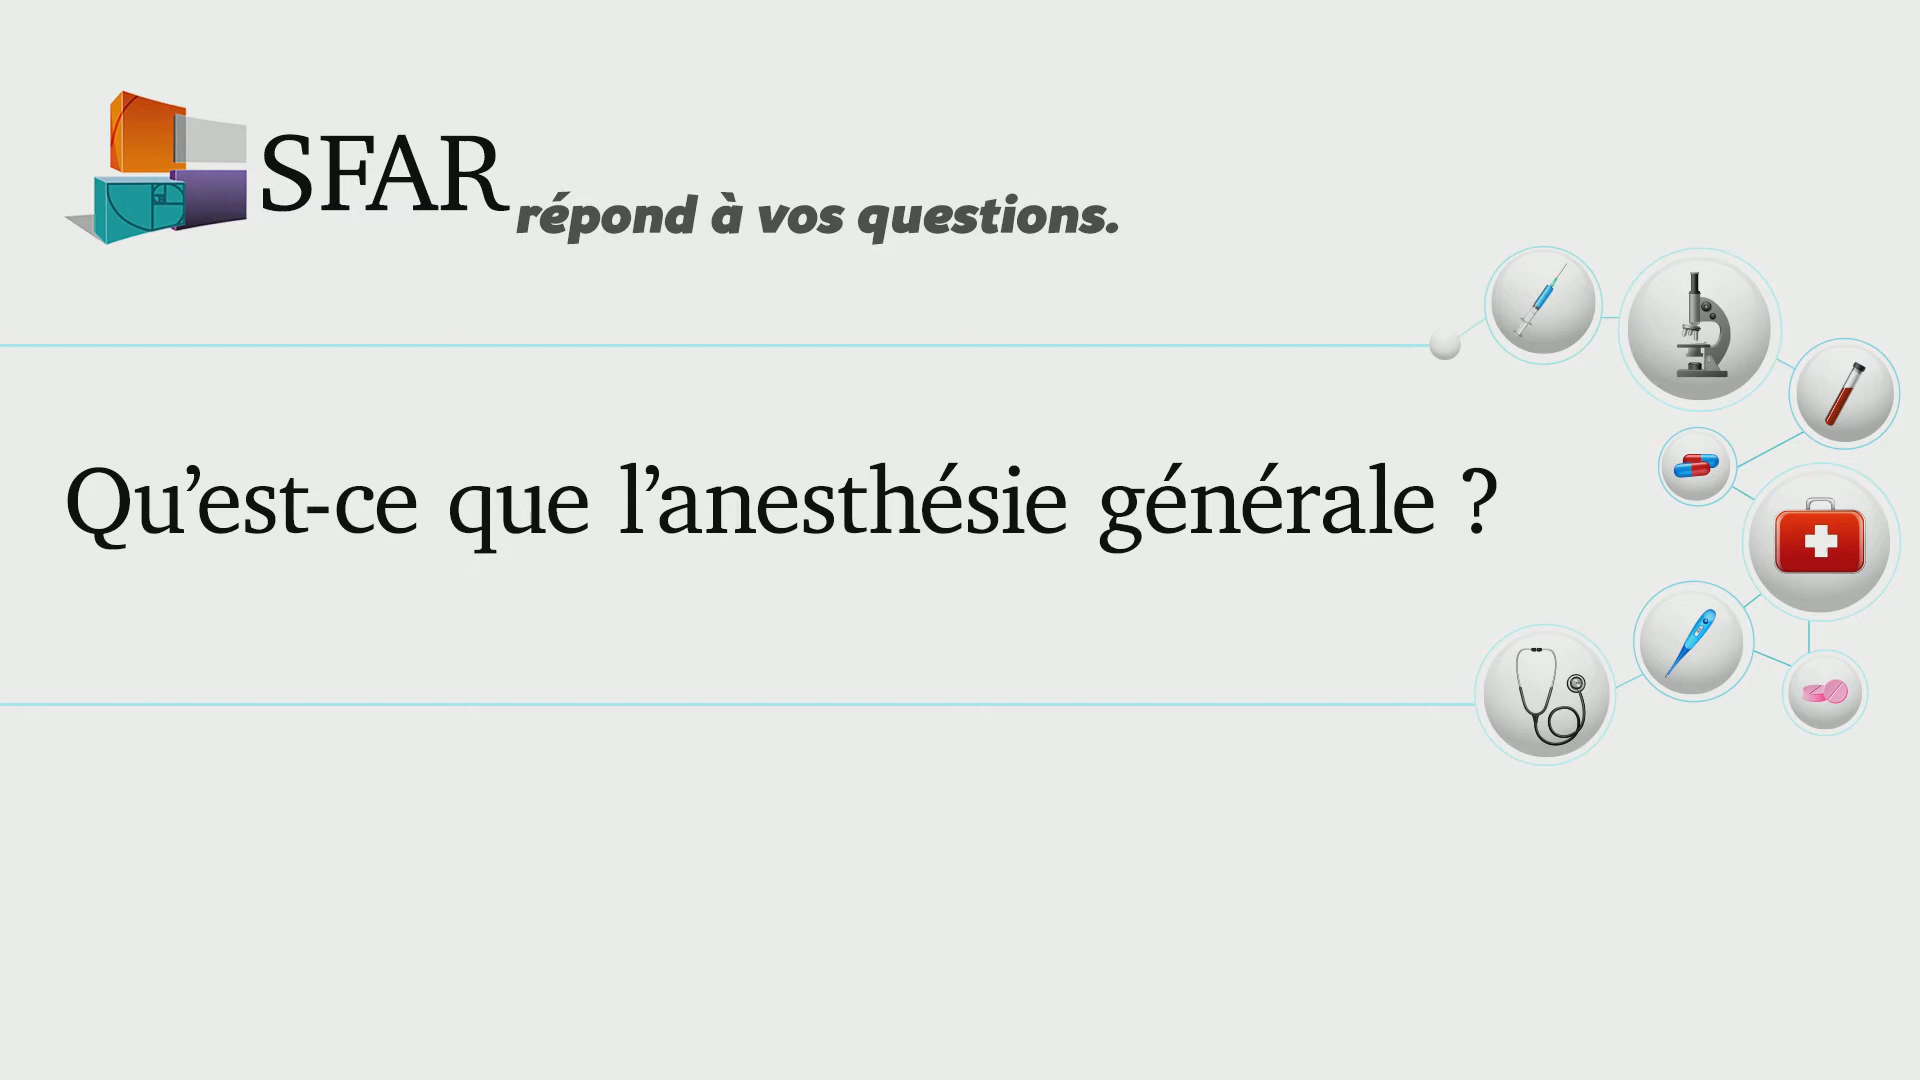 SFAR répond à vos questions.
Qu’est-ce que l’anesthésie générale ?